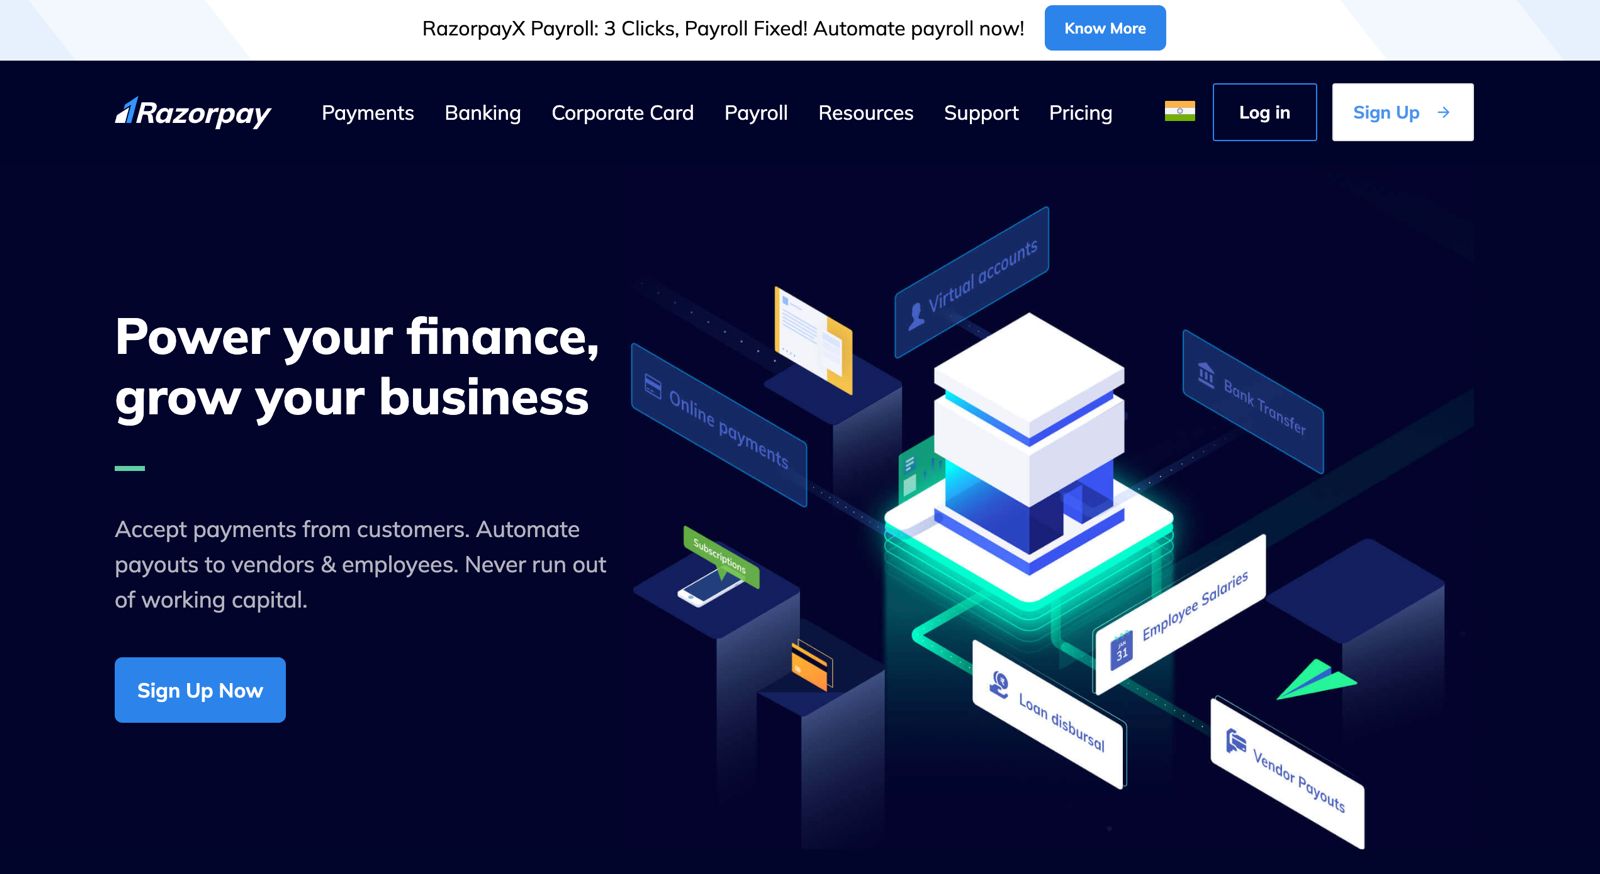 RazorpayX Payroll: 3 Clicks, Payroll Fixed! Automate payroll now!
Know More
Razorpay
Payments
Banking
Corporate Card
Payroll
Resources
Support
Pricing
Log in
Sign Up →
Power your finance,
grow your business
Accept payments from customers. Automate
payouts to vendors & employees. Never run out
of working capital.
Sign Up Now
Virtual accounts
Online payments
Bank Transfer
Subscriptions
Employee Salaries
JAN
31
Loan disbursal
Vendor Payouts